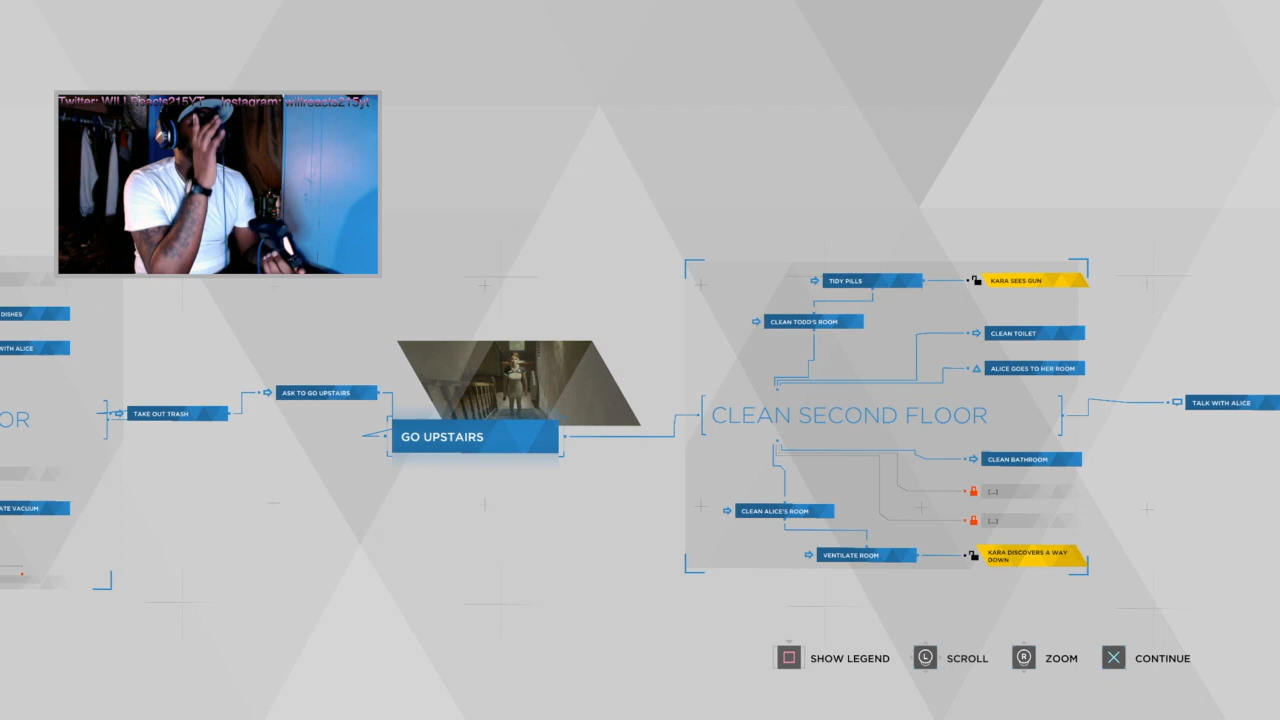 Twitter: WILLReacts215YT Instagram: willreacts215yt
DISHES
WITH ALICE
OR
TAKE OUT TRASH
ATE VACUUM
ASK TO GO UPSTAIRS
GO UPSTAIRS
TIDY PILLS
KARA SEES GUN
CLEAN TODD'S ROOM
CLEAN TOILET
ALICE GOES TO HER ROOM
CLEAN SECOND FLOOR
TALK WITH ALICE
CLEAN BATHROOM
[...]
CLEAN ALICE'S ROOM
[...]
VENTILATE ROOM
KARA DISCOVERS A WAY
DOWN
SHOW LEGEND
L
SCROLL
R
ZOOM
CONTINUE